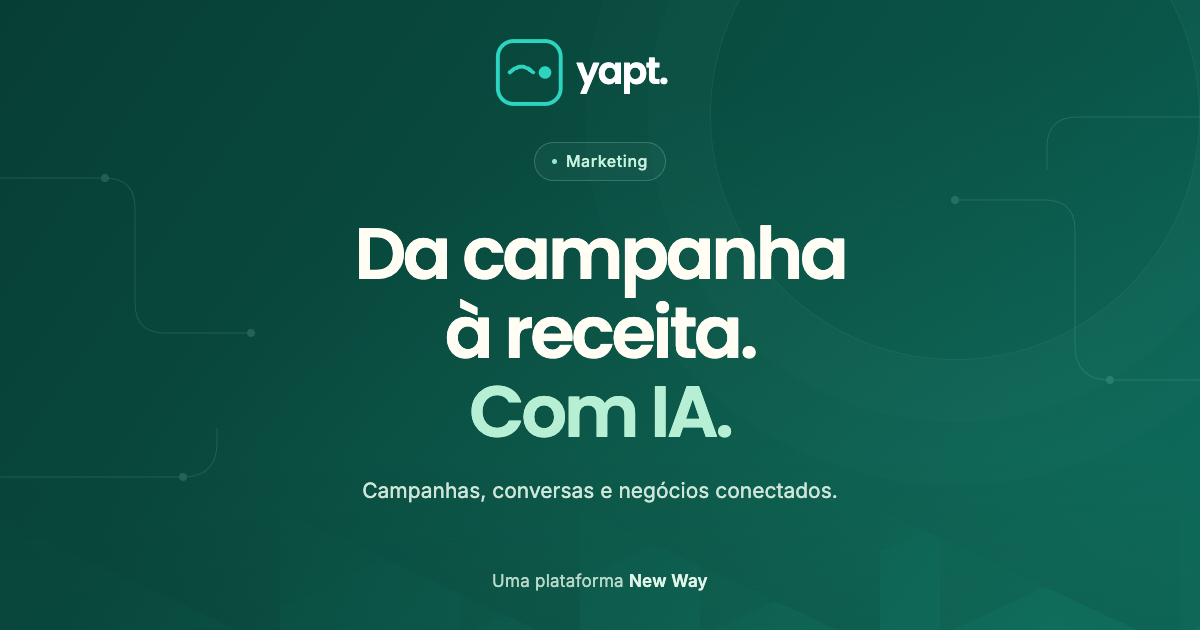 yapt.
• Marketing
Da campanha
à receita.
Com IA.
Campanhas, conversas e negócios conectados.
Uma plataforma New Way